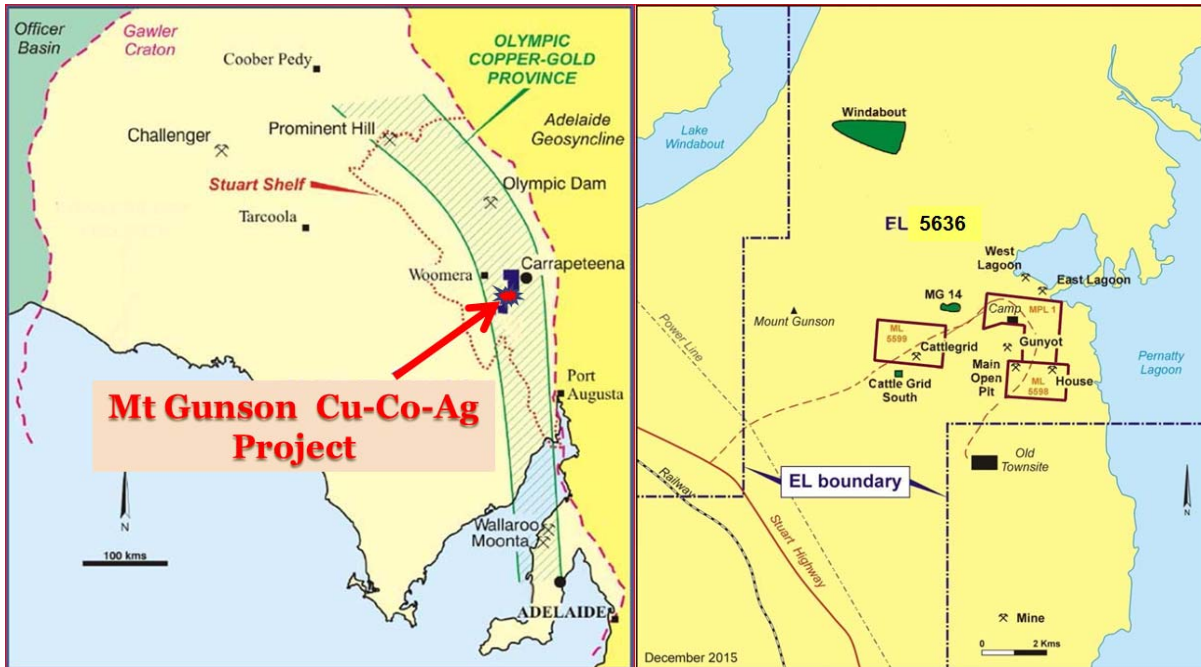 Officer
Basin
Gawler
Craton
Coober Pedy
OLYMPIC
COPPER-GOLD
PROVINCE
Adelaide
Geosyncline
Challenger
Prominent Hill
Stuart Shelf
Olympic Dam
Tarcoola
Woomera
Carrapeteena
Mt Gunson Cu-Co-Ag
Project
Port
Augusta
N
100 kms
Wallaroo
Moonta
ADELAIDE
Lake
Windabout
Windabout
EL 5636
West
Lagoon
East Lagoon
MG 14
Camp
MPL 1
Mount Gunson
Power Line
ML
5599
Cattlegrid
Gunyot
Pernatty
Lagoon
Cattle Grid
South
Main
Open
Pit
House
ML
5598
Old
Townsite
EL boundary
Railway
Stuart Highway
N
Mine
0 2 Kms
December 2015